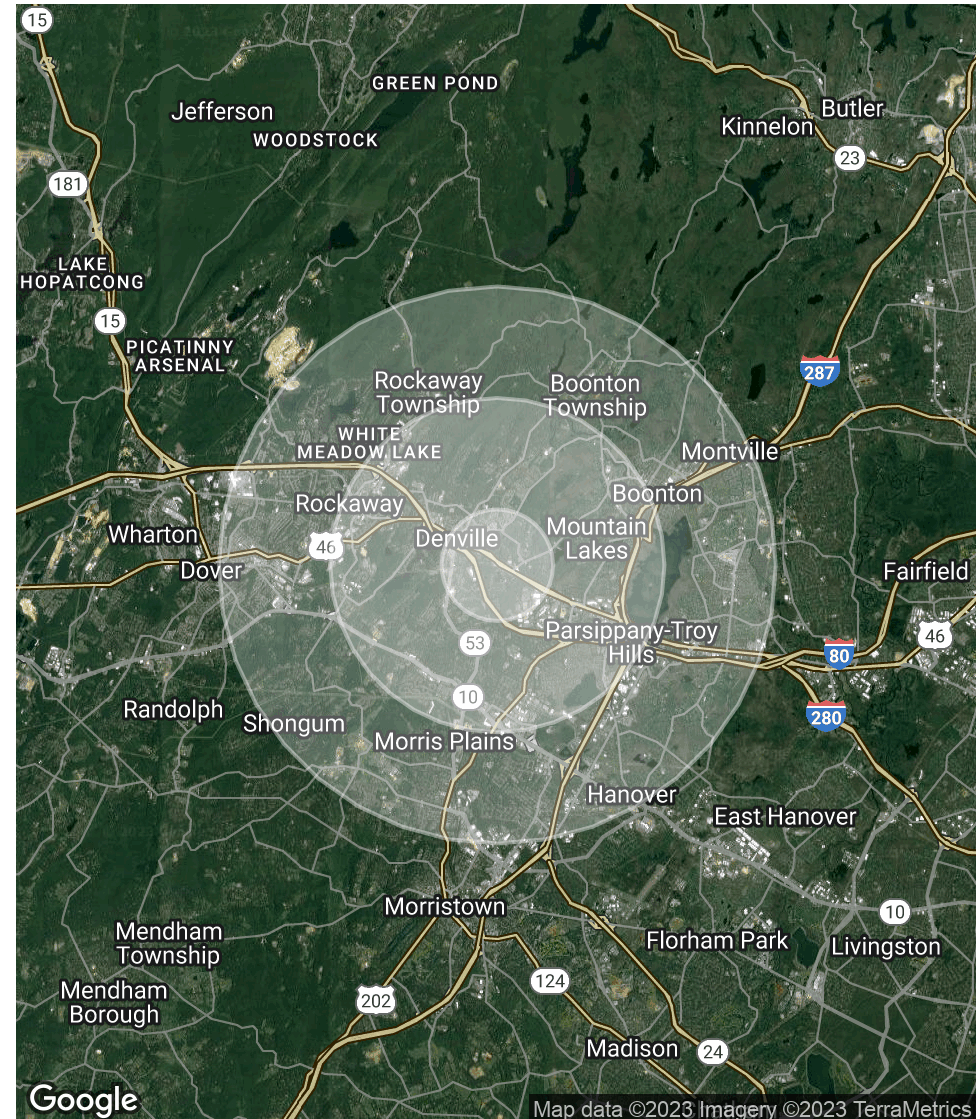 15
GREEN POND
Jefferson
Butler
Kinnelon
WOODSTOCK
23
181
LAKE
HOPATCONG
15
PICATINNY
ARSENAL
287
Rockaway
Township
Boonton
Township
WHITE
MEADOW LAKE
Montville
Rockaway
Boonton
Wharton
46
Denville
Mountain
Lakes
Dover
Fairfield
53
Parsippany-Troy
Hills
46
80
10
Randolph
Shongum
280
Morris Plains
Hanover
East Hanover
Morristown
10
Mendham
Township
Florham Park
Livingston
Mendham
Borough
202
124
Madison
24
Google
Map data ©2023 Imagery ©2023 TerraMetrics